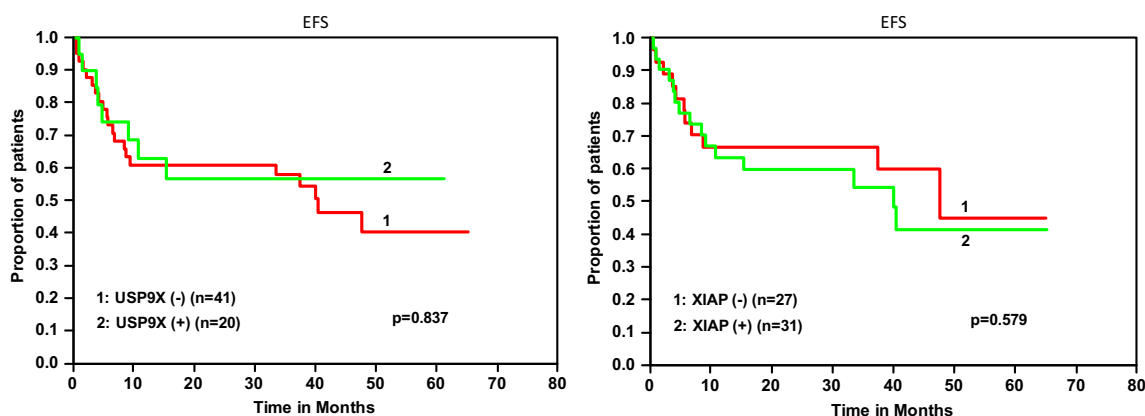 EFS
Proportion of patients
1.0
0.9
0.8
0.7
0.6
0.5
0.4
0.3
0.2
0.1
0.0
2
1
1: USP9X (-) (n=41)
2: USP9X (+) (n=20)
p=0.837
0 10 20 30 40 50 60 70 80
Time in Months
EFS
Proportion of patients
1.0
0.9
0.8
0.7
0.6
0.5
0.4
0.3
0.2
0.1
0.0
1
2
1: XIAP (-) (n=27)
2: XIAP (+) (n=31)
p=0.579
0 10 20 30 40 50 60 70 80
Time in Months